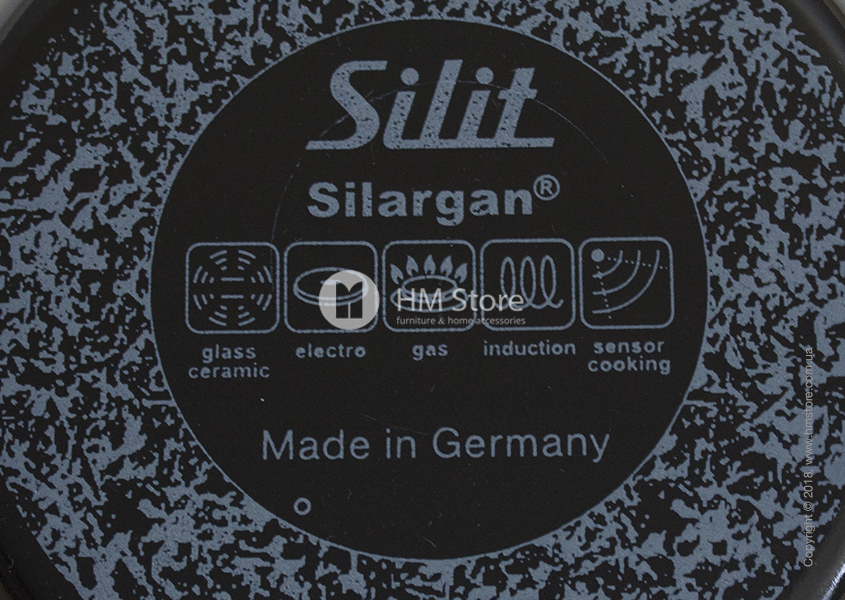 Silit
Silargan®
HM Store
furniture & home accessories
glass ceramic
electro
gas
induction
sensor cooking
Made in Germany
Copyright © 2018 www.hmstore.com.ua